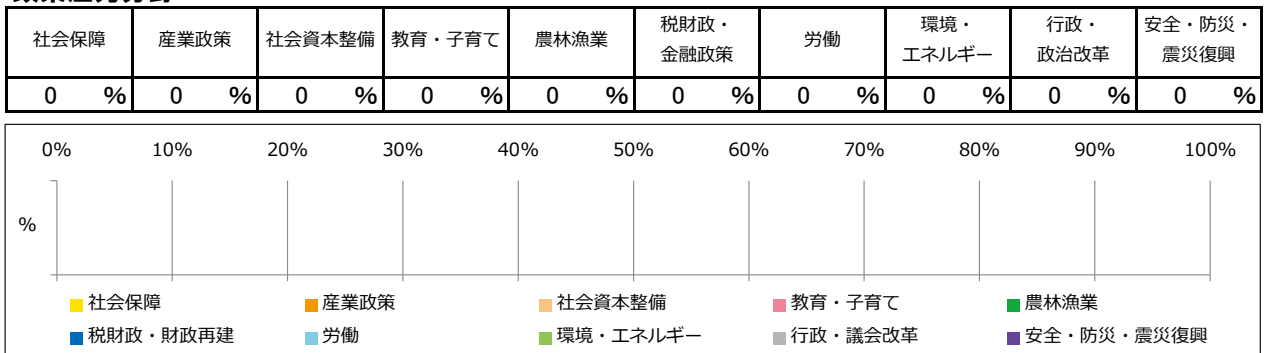 社会保障 産業政策 社会資本整備 教育・子育て 農林漁業 税財政・金融政策 労働 環境・エネルギー 行政・政治改革 安全・防災・震災復興
0 % 0 % 0 % 0 % 0 % 0 % 0 % 0 % 0 % 0 %
0% 10% 20% 30% 40% 50% 60% 70% 80% 90% 100%
%
社会保障 産業政策 社会資本整備 教育・子育て 農林漁業
税財政・財政再建 労働 環境・エネルギー 行政・議会改革 安全・防災・震災復興